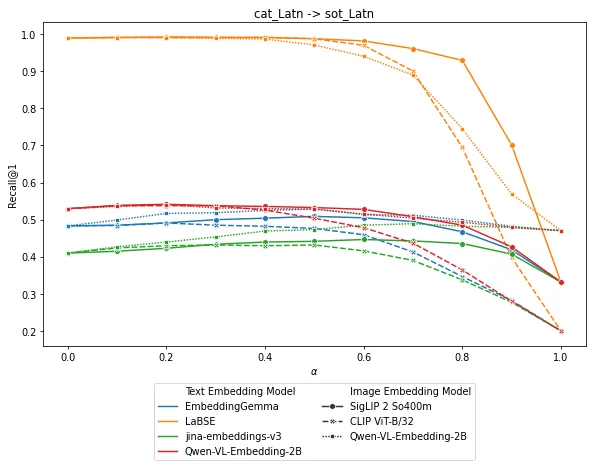 cat_Latn -> sot_Latn
1.0
0.9
0.8
0.7
0.6
0.5
0.4
0.3
0.2
Recall@1
0.0 0.2 0.4 0.6 0.8 1.0
α
Text Embedding Model
EmbeddingGemma
LaBSE
jina-embeddings-v3
Qwen-VL-Embedding-2B
Image Embedding Model
SigLIP 2 So400m
CLIP ViT-B/32
Qwen-VL-Embedding-2B